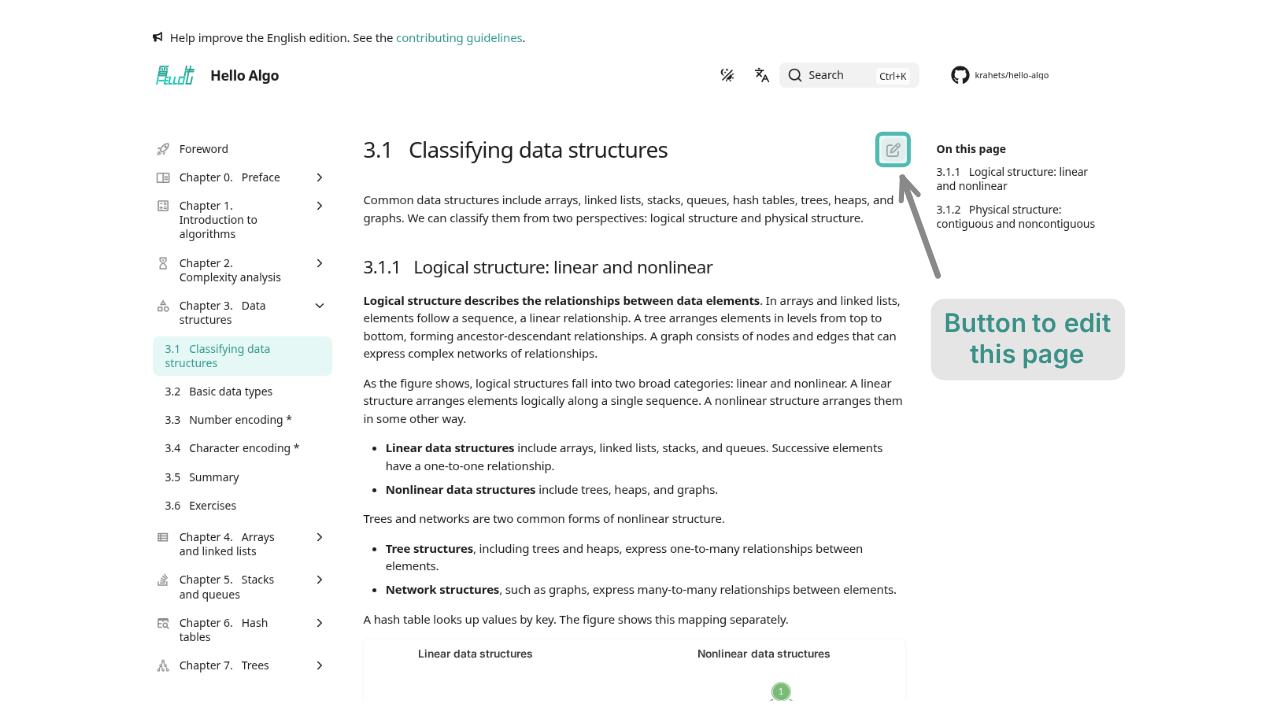 Help improve the English edition. See the contributing guidelines.
Hello Algo
Search
Ctrl+K
krahets/hello-algo
Foreword
Chapter 0. Preface
Chapter 1.
Introduction to
algorithms
Chapter 2.
Complexity analysis
Chapter 3. Data
structures
3.1 Classifying data
structures
3.2 Basic data types
3.3 Number encoding *
3.4 Character encoding *
3.5 Summary
3.6 Exercises
Chapter 4. Arrays
and linked lists
Chapter 5. Stacks
and queues
Chapter 6. Hash
tables
Chapter 7. Trees
3.1 Classifying data structures
Common data structures include arrays, linked lists, stacks, queues, hash tables, trees, heaps, and
graphs. We can classify them from two perspectives: logical structure and physical structure.
3.1.1 Logical structure: linear and nonlinear
Logical structure describes the relationships between data elements. In arrays and linked lists,
elements follow a sequence, a linear relationship. A tree arranges elements in levels from top to
bottom, forming ancestor-descendant relationships. A graph consists of nodes and edges that can
express complex networks of relationships.
As the figure shows, logical structures fall into two broad categories: linear and nonlinear. A linear
structure arranges elements logically along a single sequence. A nonlinear structure arranges them
in some other way.
• Linear data structures include arrays, linked lists, stacks, and queues. Successive elements
have a one-to-one relationship.
• Nonlinear data structures include trees, heaps, and graphs.
Trees and networks are two common forms of nonlinear structure.
• Tree structures, including trees and heaps, express one-to-many relationships between
elements.
• Network structures, such as graphs, express many-to-many relationships between elements.
A hash table looks up values by key. The figure shows this mapping separately.
Linear data structures
Nonlinear data structures
1
On this page
3.1.1 Logical structure: linear
and nonlinear
3.1.2 Physical structure:
contiguous and noncontiguous
Button to edit
this page